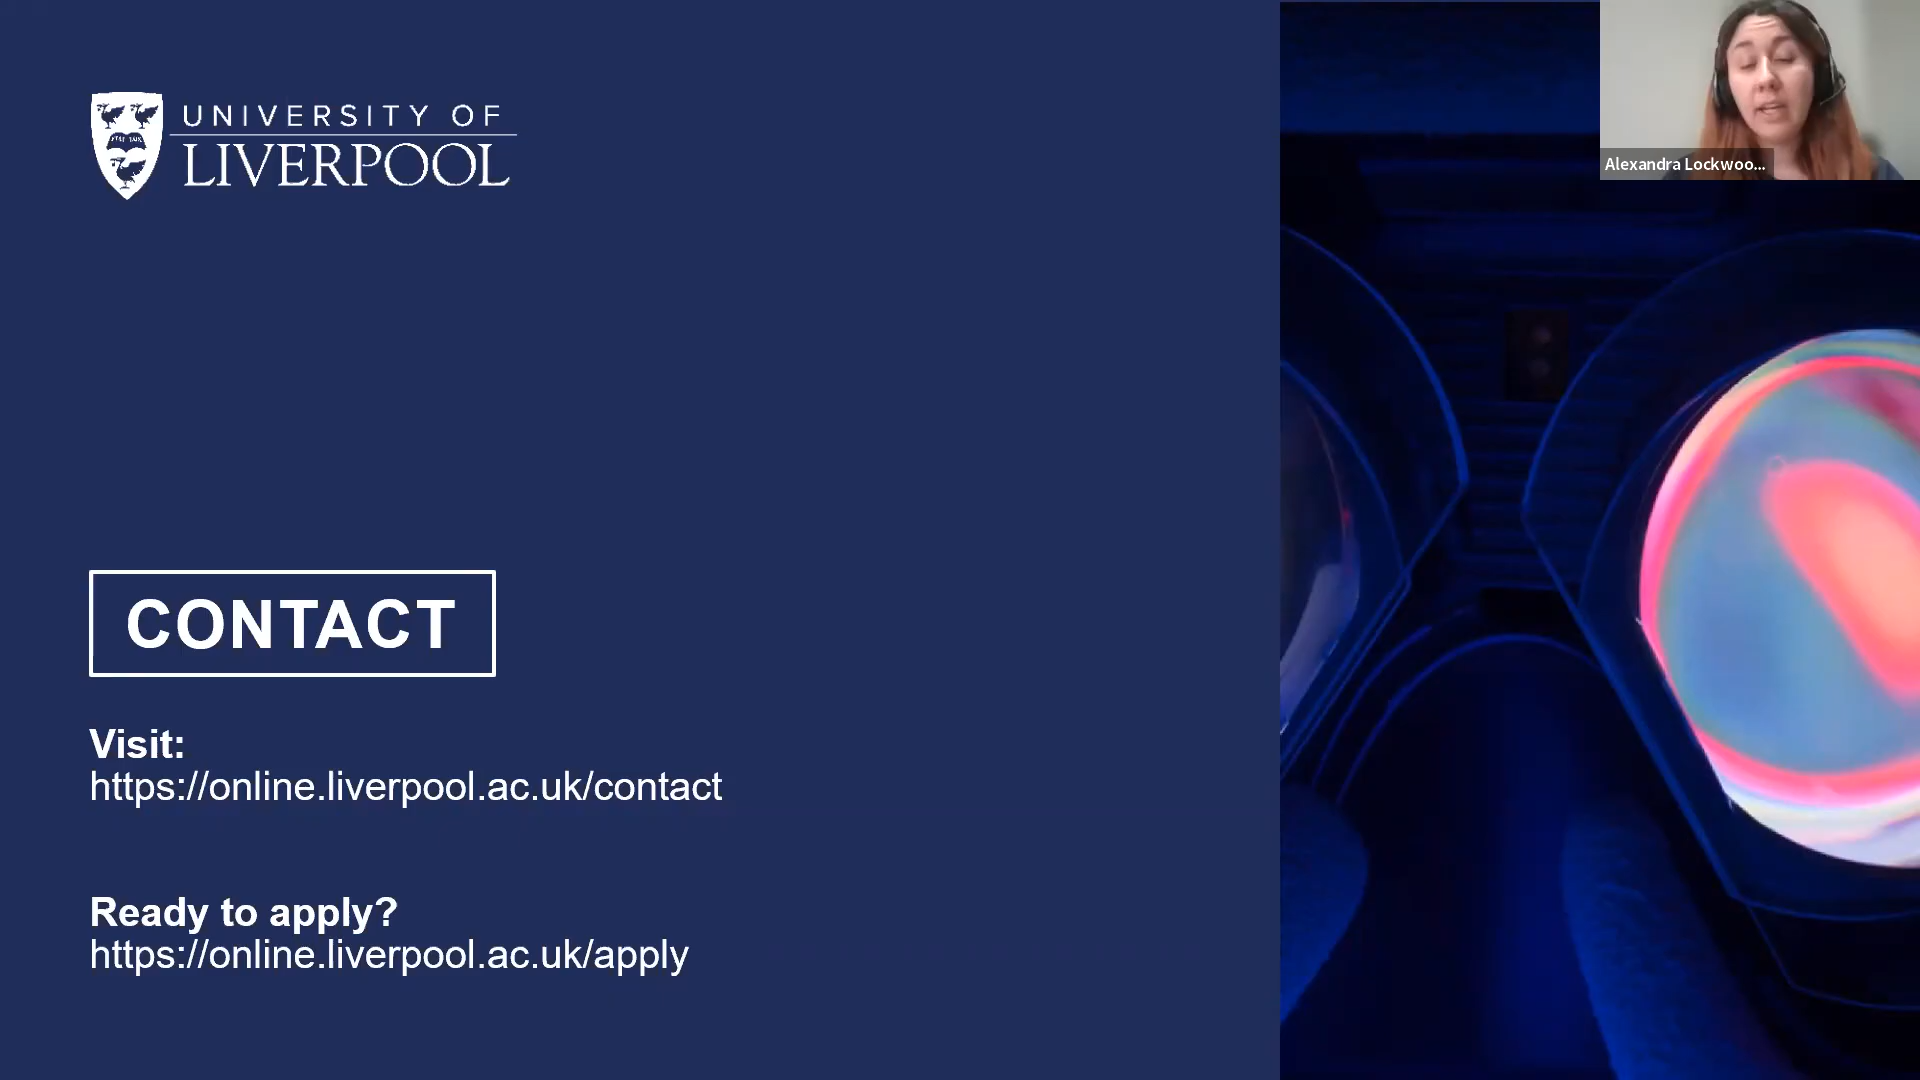 UNIVERSITY OF
LIVERPOOL
Alexandra Lockwoo...
CONTACT
Visit:
https://online.liverpool.ac.uk/contact
Ready to apply?
https://online.liverpool.ac.uk/apply